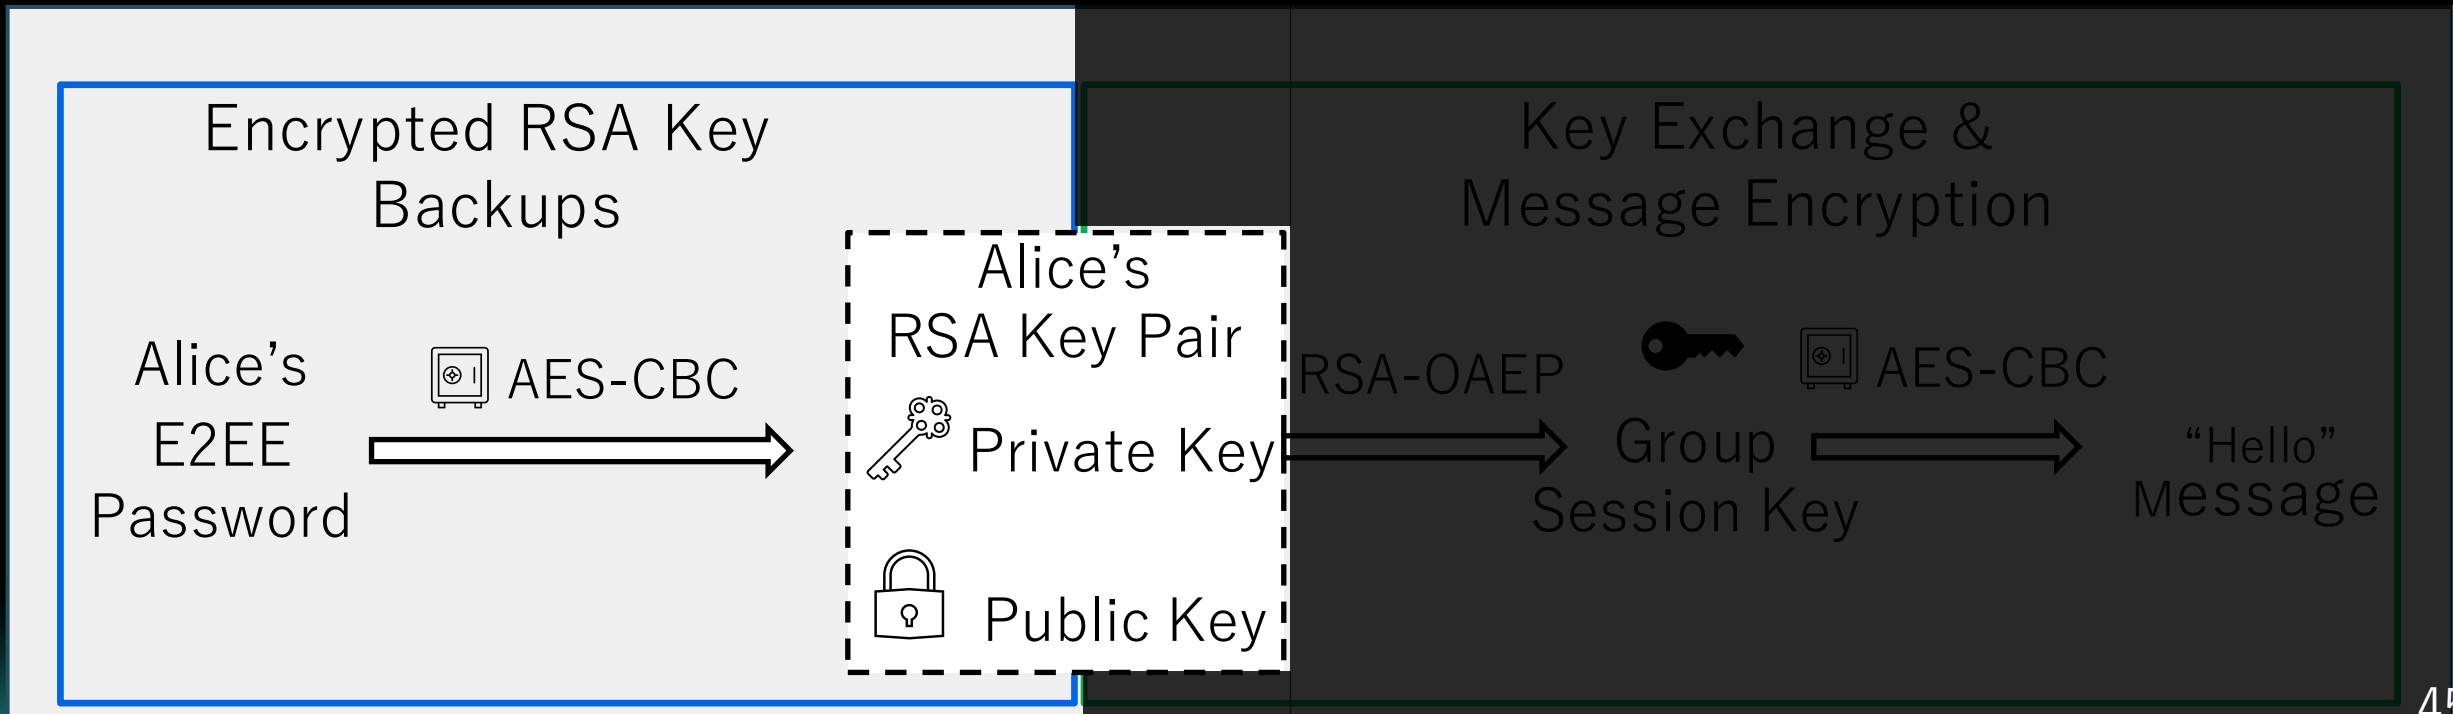 Encrypted RSA Key
Backups
Alice’s
E2EE
Password
AES-CBC
Alice’s
RSA Key Pair
Private Key
Public Key
Key Exchange &
Message Encryption
RSA-OAEP
Group
Session Key
AES-CBC
“Hello”
Message